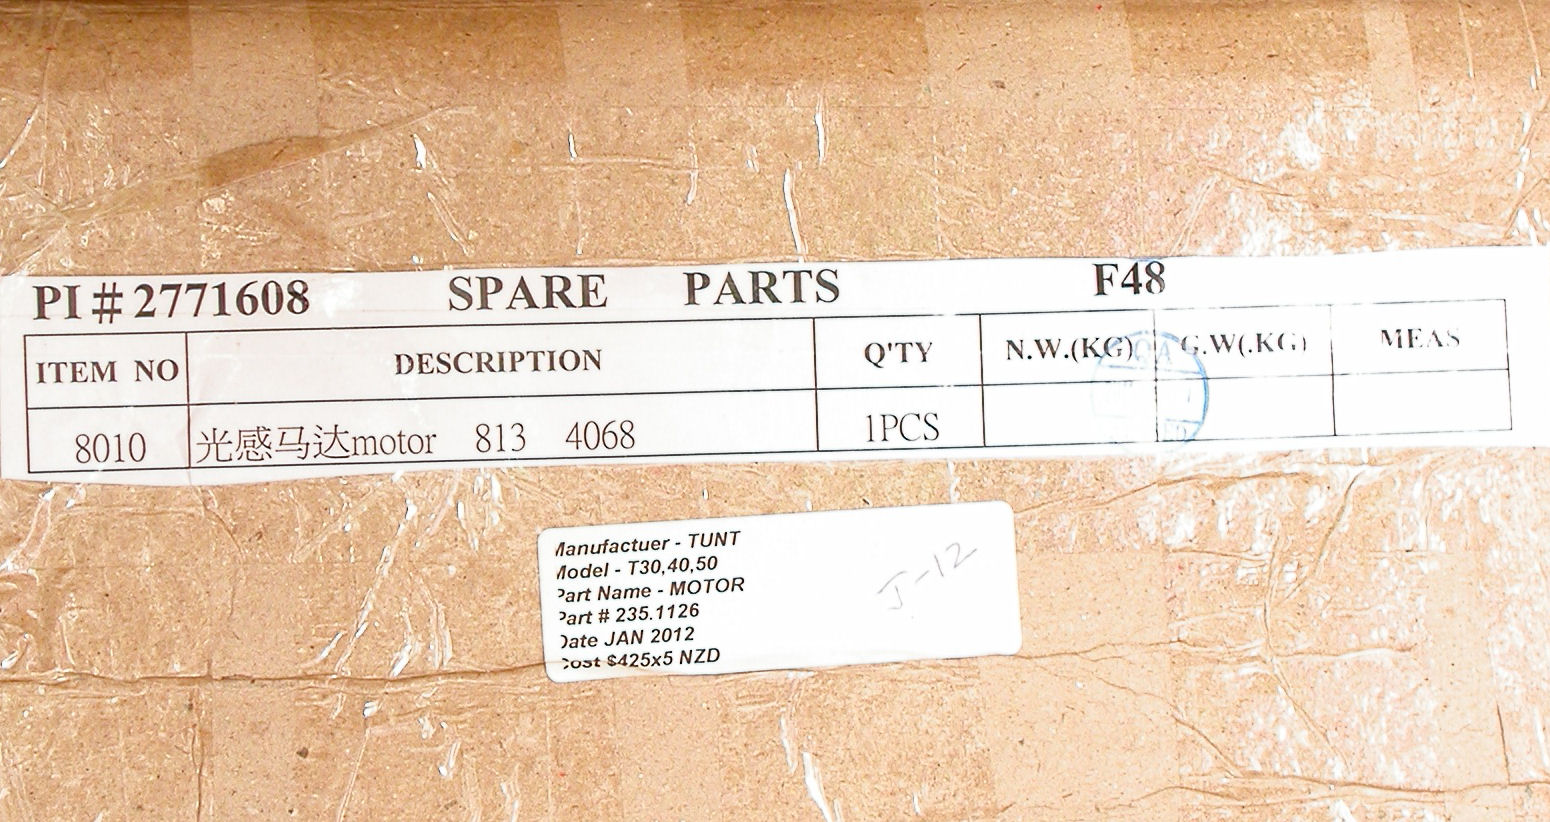 PI # 2771608 SPARE PARTS F48
ITEM NO DESCRIPTION Q'TY N.W.(KG) G.W(.KG) MEAS
8010 光感马达motor 813 4068 1PCS
Manufactuer - TUNT
Model - T30,40,50
Part Name - MOTOR
Part # 235.1126
Date JAN 2012
Cost $425x5 NZD
J-12